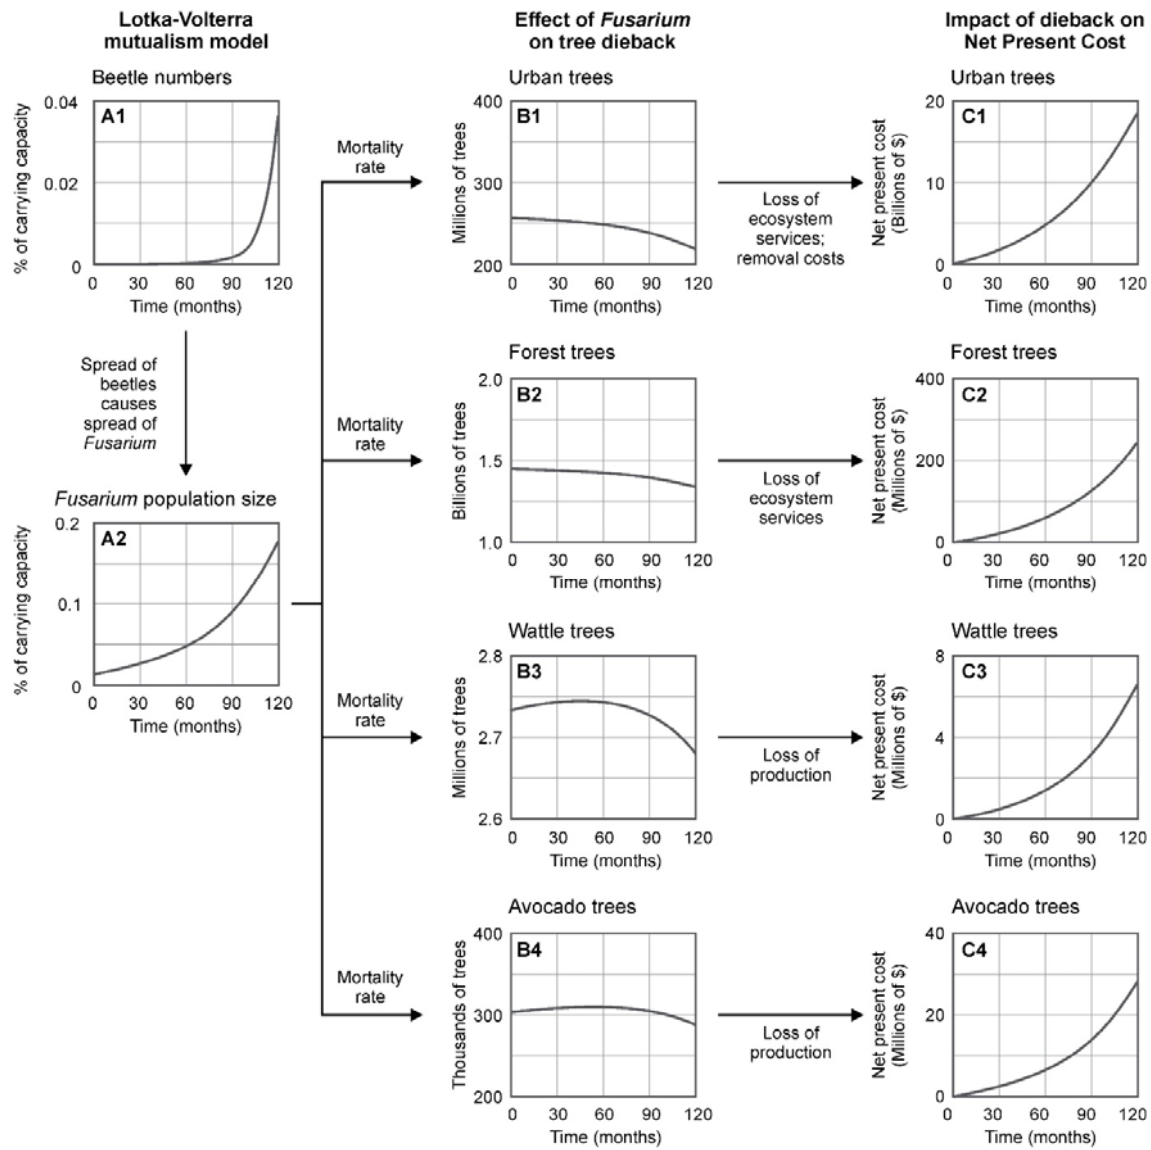 Lotka-Volterra
mutualism model
Effect of Fusarium
on tree dieback
Impact of dieback on
Net Present Cost
Beetle numbers
A1
% of carrying capacity
0.04
0.02
0
0 30 60 90 120
Time (months)
Spread of
beetles
causes
spread of
Fusarium
Fusarium population size
A2
% of carrying capacity
0.2
0.1
0
0 30 60 90 120
Time (months)
Mortality
rate
Urban trees
B1
Millions of trees
400
300
200
0 30 60 90 120
Time (months)
Loss of
ecosystem
services;
removal costs
Urban trees
C1
Net present cost
(Billions of $)
20
10
0
0 30 60 90 120
Time (months)
Mortality
rate
Forest trees
B2
Billions of trees
2.0
1.5
1.0
0 30 60 90 120
Time (months)
Loss of
ecosystem
services
Forest trees
C2
Net present cost
(Millions of $)
400
200
0
0 30 60 90 120
Time (months)
Mortality
rate
Wattle trees
B3
Millions of trees
2.8
2.7
2.6
0 30 60 90 120
Time (months)
Loss of
production
Wattle trees
C3
Net present cost
(Millions of $)
8
4
0
0 30 60 90 120
Time (months)
Mortality
rate
Avocado trees
B4
Thousands of trees
400
300
200
0 30 60 90 120
Time (months)
Loss of
production
Avocado trees
C4
Net present cost
(Millions of $)
40
20
0
0 30 60 90 120
Time (months)